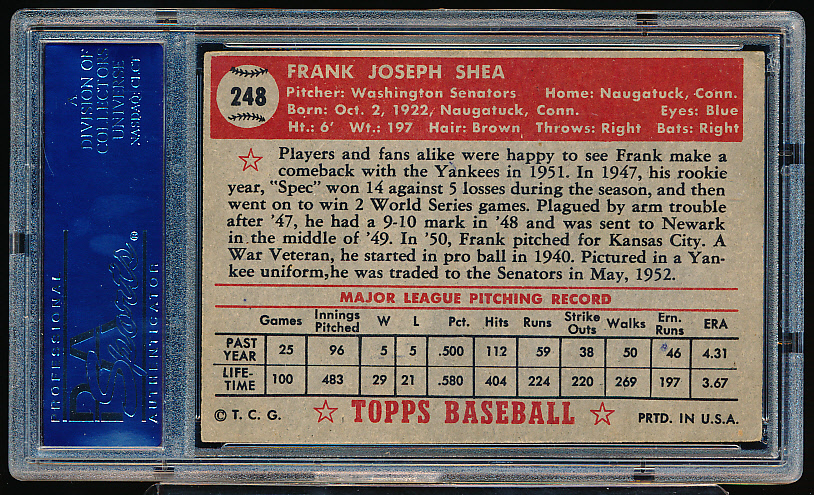 FRANK JOSEPH SHEA
248
Pitcher: Washington Senators Home: Naugatuck, Conn.
Born: Oct. 2, 1922, Naugatuck, Conn. Eyes: Blue
Ht.: 6' Wt.: 197 Hair: Brown Throws: Right Bats: Right
Players and fans alike were happy to see Frank make a
comeback with the Yankees in 1951. In 1947, his rookie
year, "Spec" won 14 against 5 losses during the season, and then
went on to win 2 World Series games. Plagued by arm trouble
after '47, he had a 9-10 mark in '48 and was sent to Newark
in the middle of '49. In '50, Frank pitched for Kansas City. A
War Veteran, he started in pro ball in 1940. Pictured in a Yan-
kee uniform, he was traded to the Senators in May, 1952.
MAJOR LEAGUE PITCHING RECORD
Games Innings Pitched W L Pct. Hits Runs Strike Outs Walks Ern. Runs ERA
PAST YEAR 25 96 5 5 .500 112 59 38 50 46 4.31
LIFE-TIME 100 483 29 21 .580 404 224 220 269 197 3.67
© T. C. G. TOPPS BASEBALL PRTD. IN U.S.A.
A
DIVISION OF
COLLECTORS
UNIVERSE
NASDAQ: CLCT
PROFESSIONAL
PSA
Sports
®
AUTHENTICATOR